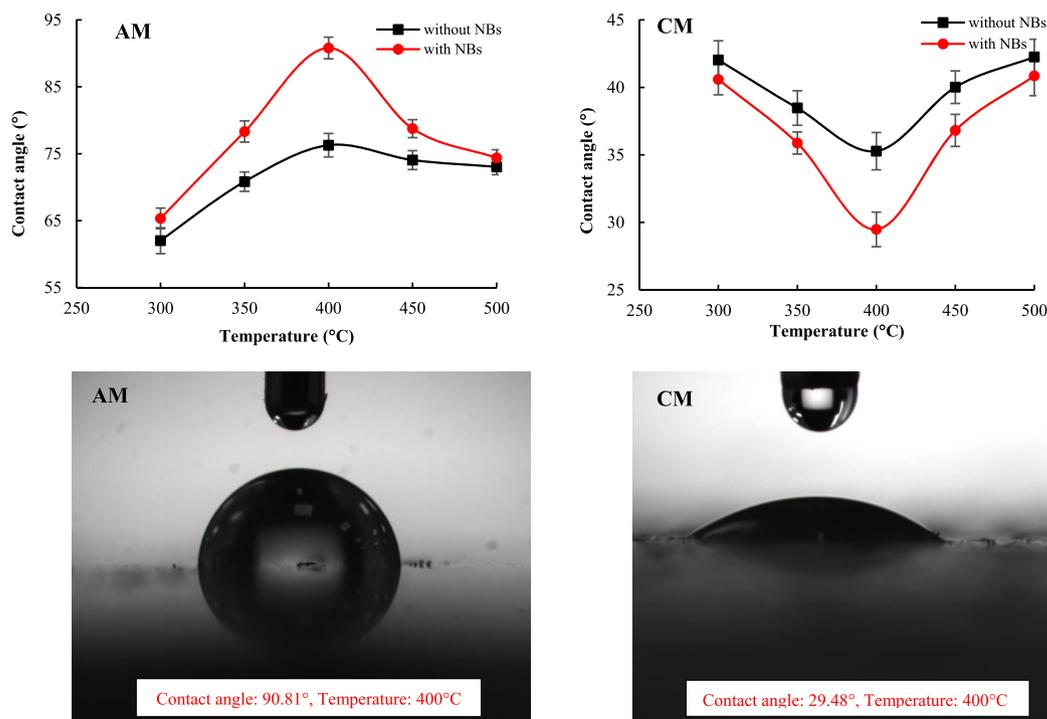 AM
without NBs
with NBs
95
85
75
65
55
250
300
350
400
450
500
Contact angle (°)
Temperature (°C)
CM
without NBs
with NBs
45
40
35
30
25
250
300
350
400
450
500
Contact angle (°)
Temperature (°C)
AM
Contact angle: 90.81°, Temperature: 400°C
CM
Contact angle: 29.48°, Temperature: 400°C